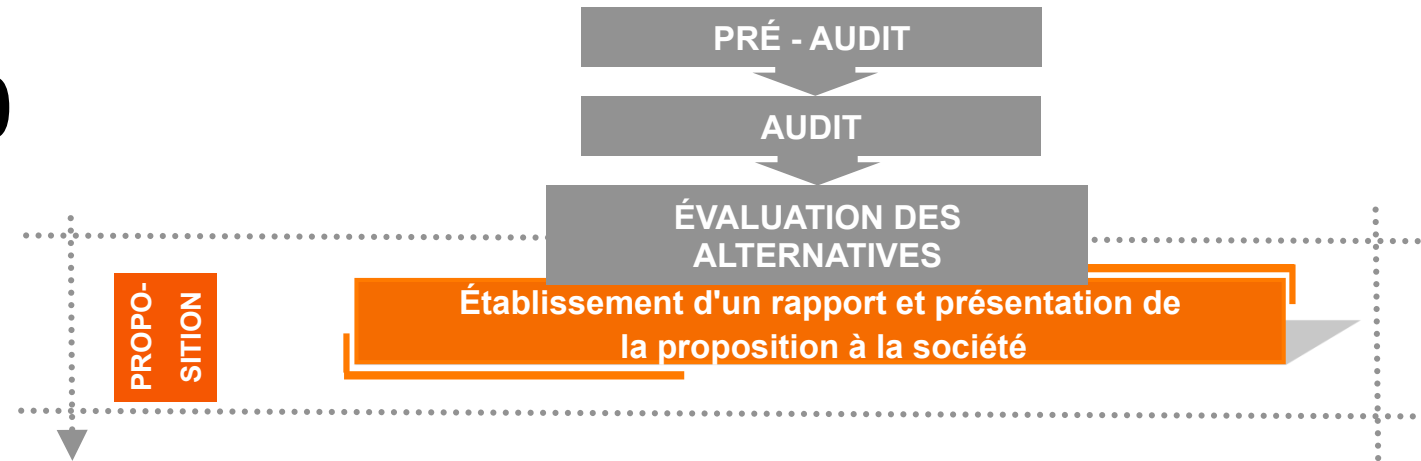 PRÉ - AUDIT
AUDIT
ÉVALUATION DES
ALTERNATIVES
PROPO-
SITION
Établissement d'un rapport et présentation de
la proposition à la société